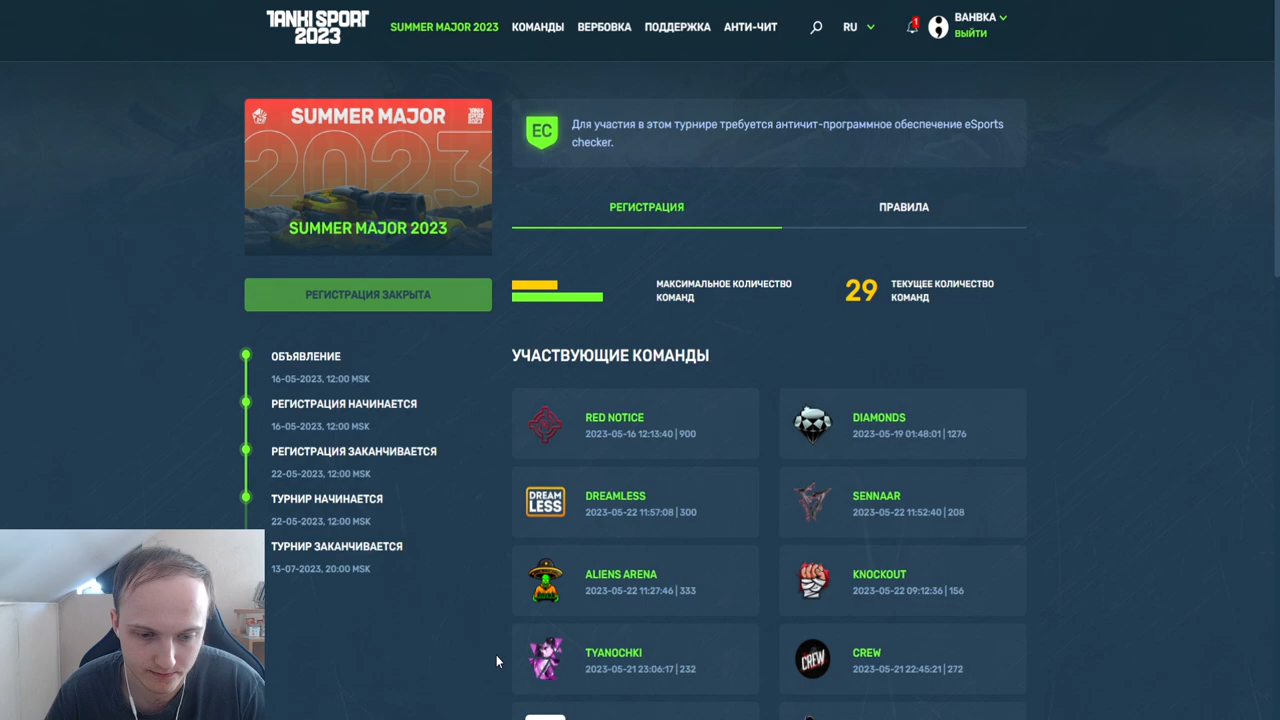 TANKI SPORT
2023
SUMMER MAJOR 2023
КОМАНДЫ
ВЕРБОВКА
ПОДДЕРЖКА
АНТИ-ЧИТ
RU
1
ВАНВКА
ВЫЙТИ
SUMMER MAJOR
2023
SUMMER MAJOR 2023
РЕГИСТРАЦИЯ ЗАКРЫТА
ОБЪЯВЛЕНИЕ
16-05-2023, 12:00 MSK
РЕГИСТРАЦИЯ НАЧИНАЕТСЯ
16-05-2023, 12:00 MSK
РЕГИСТРАЦИЯ ЗАКАНЧИВАЕТСЯ
22-05-2023, 12:00 MSK
ТУРНИР НАЧИНАЕТСЯ
22-05-2023, 12:00 MSK
ТУРНИР ЗАКАНЧИВАЕТСЯ
13-07-2023, 20:00 MSK
EC
Для участия в этом турнире требуется античит-программное обеспечение eSports
checker.
РЕГИСТРАЦИЯ
ПРАВИЛА
МАКСИМАЛЬНОЕ КОЛИЧЕСТВО
КОМАНД
29
ТЕКУЩЕЕ КОЛИЧЕСТВО
КОМАНД
УЧАСТВУЮЩИЕ КОМАНДЫ
RED NOTICE
2023-05-16 12:13:40 | 900
DIAMONDS
2023-05-19 01:48:01 | 1276
DREAM
LESS
DREAMLESS
2023-05-22 11:57:08 | 300
SENNAAR
2023-05-22 11:52:40 | 208
ALIENS ARENA
2023-05-22 11:27:46 | 333
KNOCKOUT
2023-05-22 09:12:36 | 156
TYANOCHKI
2023-05-21 23:06:17 | 232
CREW
CREW
2023-05-21 22:45:21 | 272